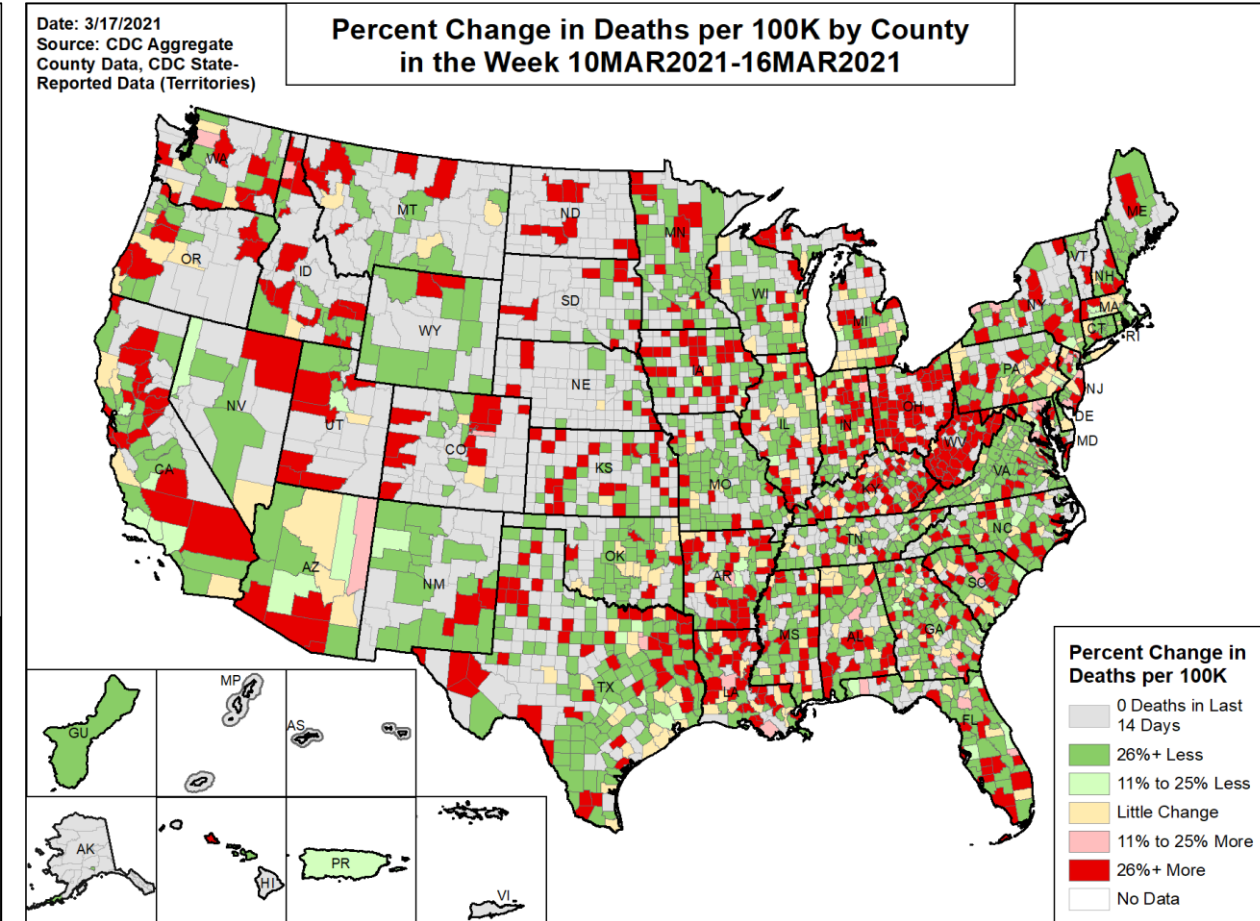 Date: 3/17/2021
Source: CDC Aggregate
County Data, CDC State-
Reported Data (Territories)
Percent Change in Deaths per 100K by County
in the Week 10MAR2021-16MAR2021
WA
MT
ND
MN
ME
OR
ID
SD
WI
VT
NH
NY
MA
MI
WY
CT
RI
IA
NE
PA
NJ
NV
UT
OH
IL
IN
DE
CO
WV
MD
CA
KS
MO
VA
KY
NC
TN
AZ
OK
NM
AR
SC
MS
AL
GA
TX
LA
FL
GU
MP
AS
AK
HI
PR
VI
Percent Change in
Deaths per 100K
0 Deaths in Last
14 Days
26%+ Less
11% to 25% Less
Little Change
11% to 25% More
26%+ More
No Data